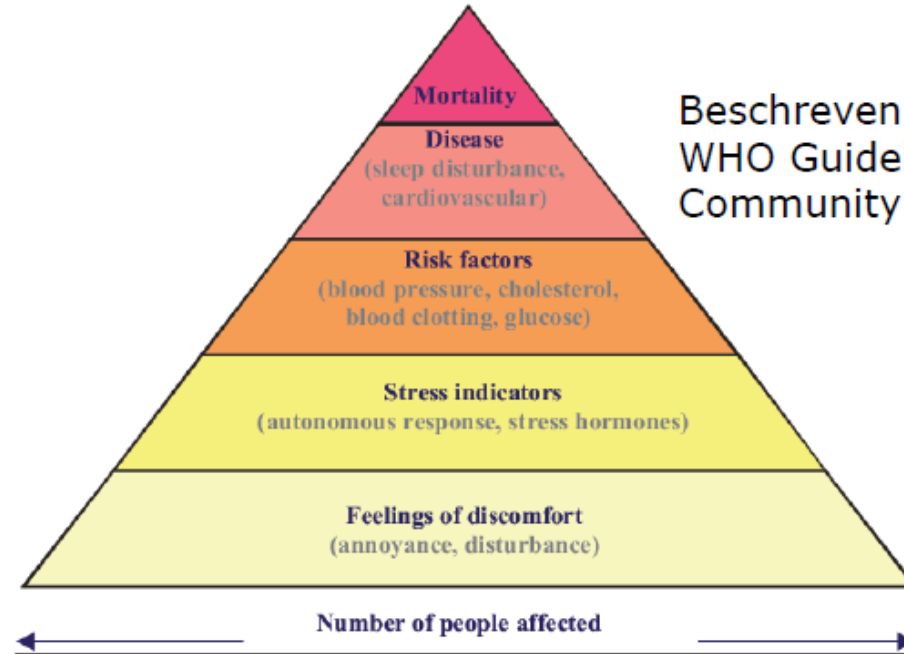 Mortality
Disease
(sleep disturbance,
cardiovascular)
Risk factors
(blood pressure, cholesterol,
blood clotting, glucose)
Stress indicators
(autonomous response, stress hormones)
Feelings of discomfort
(annoyance, disturbance)
Number of people affected
Beschreven
WHO Guide
Community